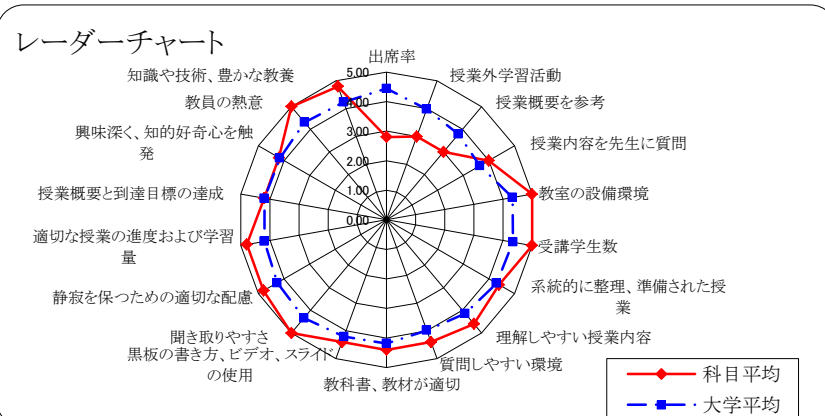 レーダーチャート
出席率
授業外学習活動
授業概要を参考
授業内容を先生に質問
教室の設備環境
受講学生数
系統的に整理、準備された授
業
理解しやすい授業内容
質問しやすい環境
教科書、教材が適切
黒板の書き方、ビデオ、スライド
の使用
聞き取りやすさ
静寂を保つための適切な配慮
適切な授業の進度および学習
量
授業概要と到達目標の達成
興味深く、知的好奇心を触
発
教員の熱意
知識や技術、豊かな教養
5.00
4.00
3.00
2.00
1.00
0.00
科目平均
大学平均